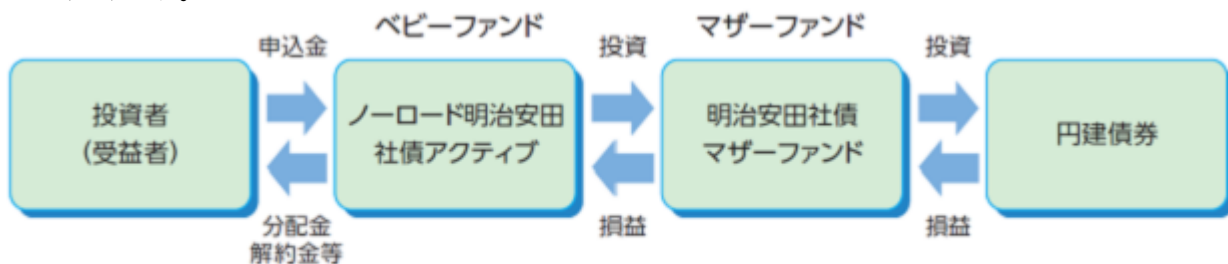 ベビーファンド
マザーファンド
申込金
投資
投資
投資者
(受益者)
ノーロード明治安田
社債アクティブ
明治安田社債
マザーファンド
円建債券
分配金
解約金等
損益
損益